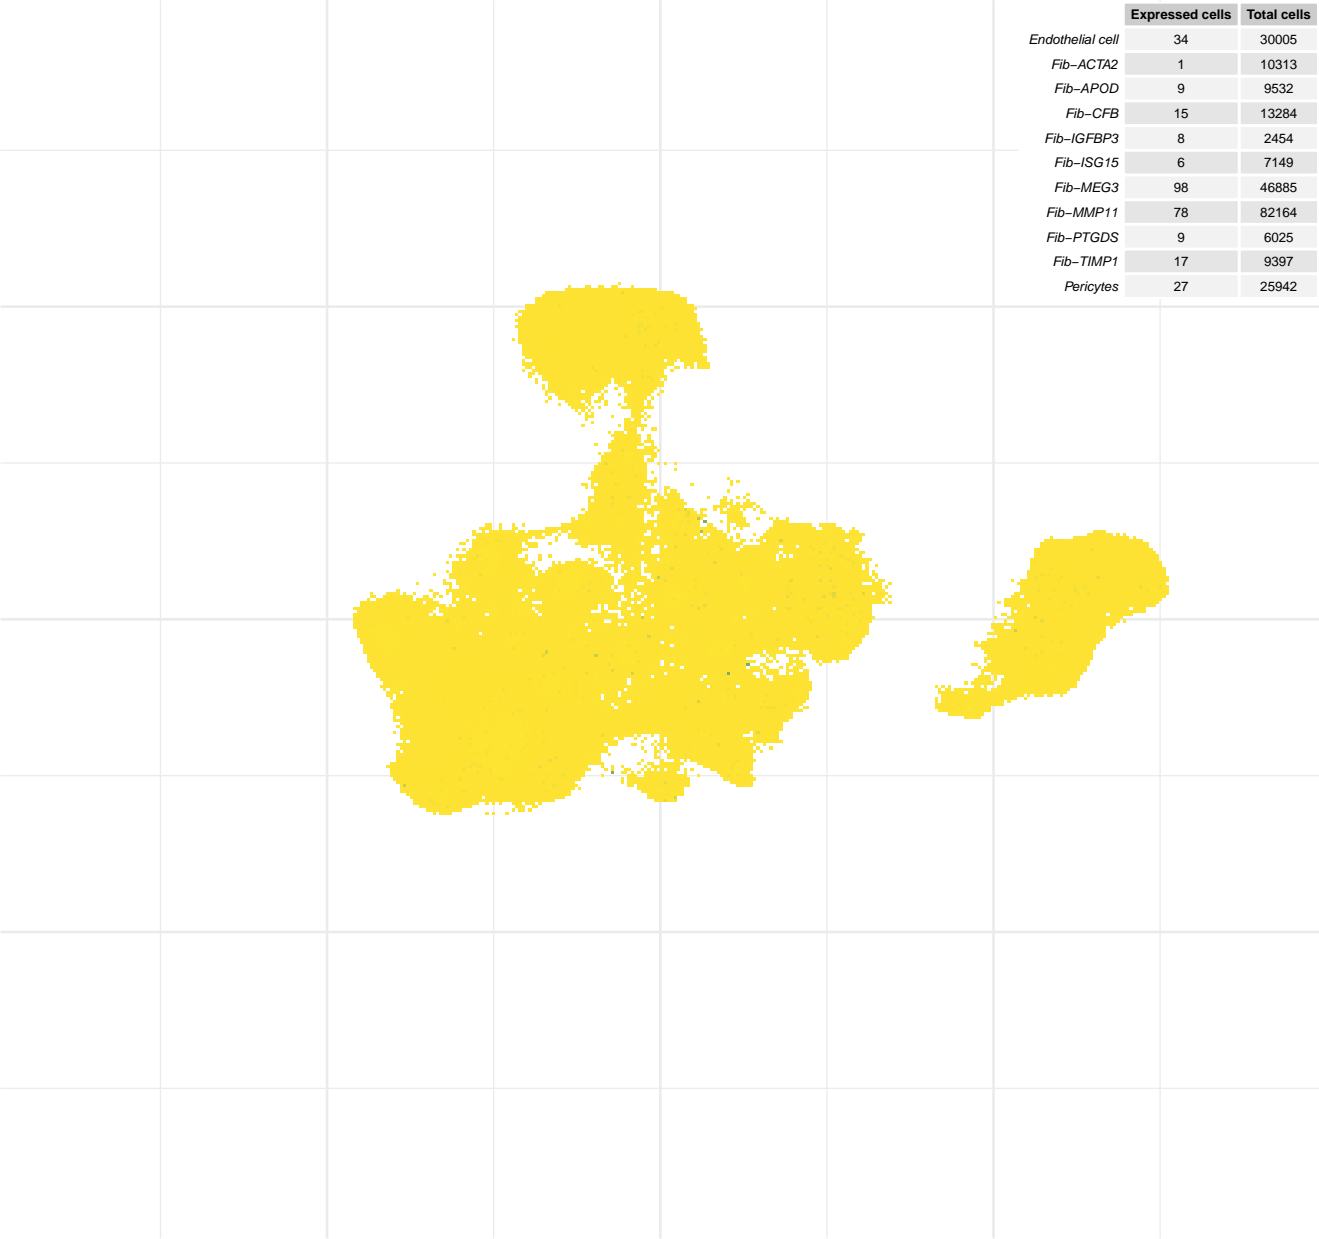 Expressed cells Total cells
Endothelial cell 34 30005
Fib−ACTA2 1 10313
Fib−APOD 9 9532
Fib−CFB 15 13284
Fib−IGFBP3 8 2454
Fib−ISG15 6 7149
Fib−MEG3 98 46885
Fib−MMP11 78 82164
Fib−PTGDS 9 6025
Fib−TIMP1 17 9397
Pericytes 27 25942